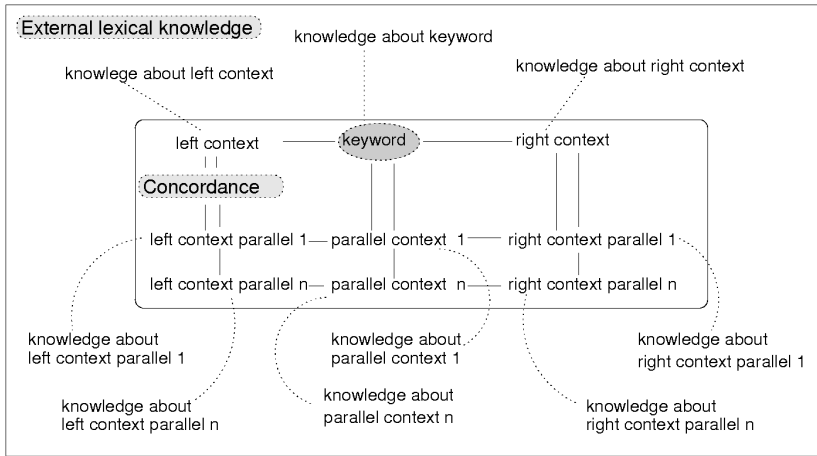 External lexical knowledge
knowledge about keyword
knowlege about left context
knowledge about right context
left context
keyword
right context
Concordance
left context parallel 1
parallel context 1
right context parallel 1
left context parallel n
parallel context n
right context parallel n
knowledge about
left context parallel 1
knowledge about
parallel context 1
knowledge about
right context parallel 1
knowledge about
left context parallel n
knowledge about
parallel context n
knowledge about
right context parallel n